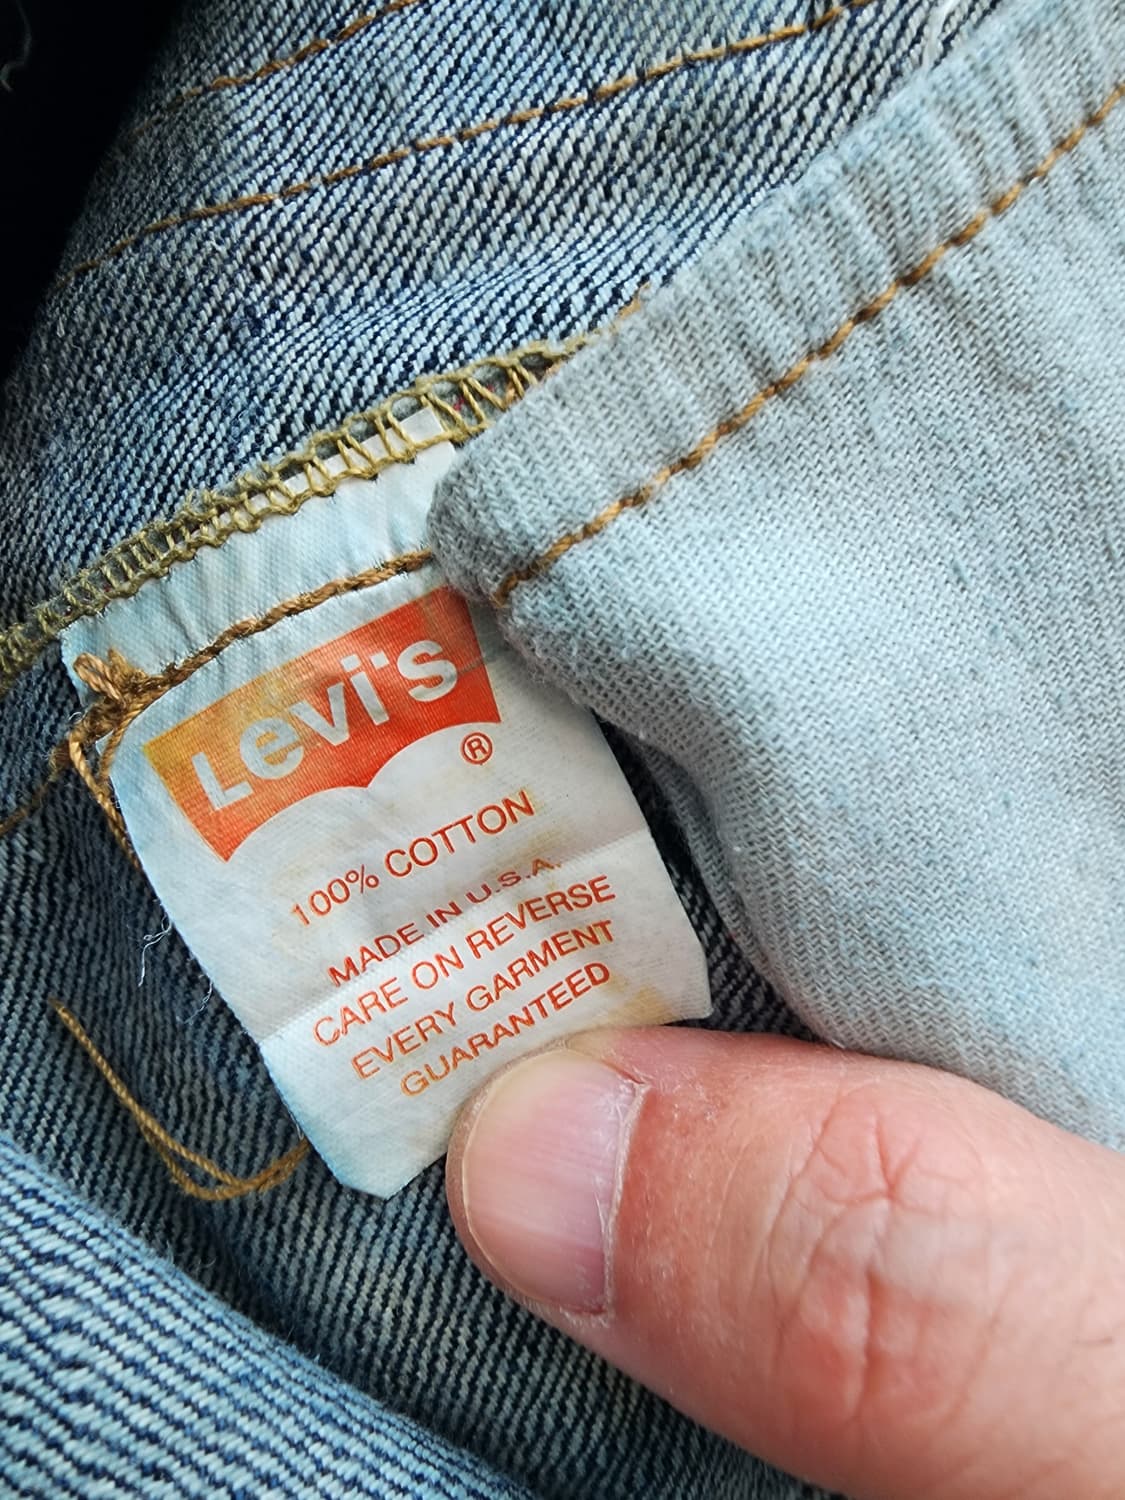 Levi's ®
100% COTTON
MADE IN U.S.A.
CARE ON REVERSE
EVERY GARMENT
GUARANTEED